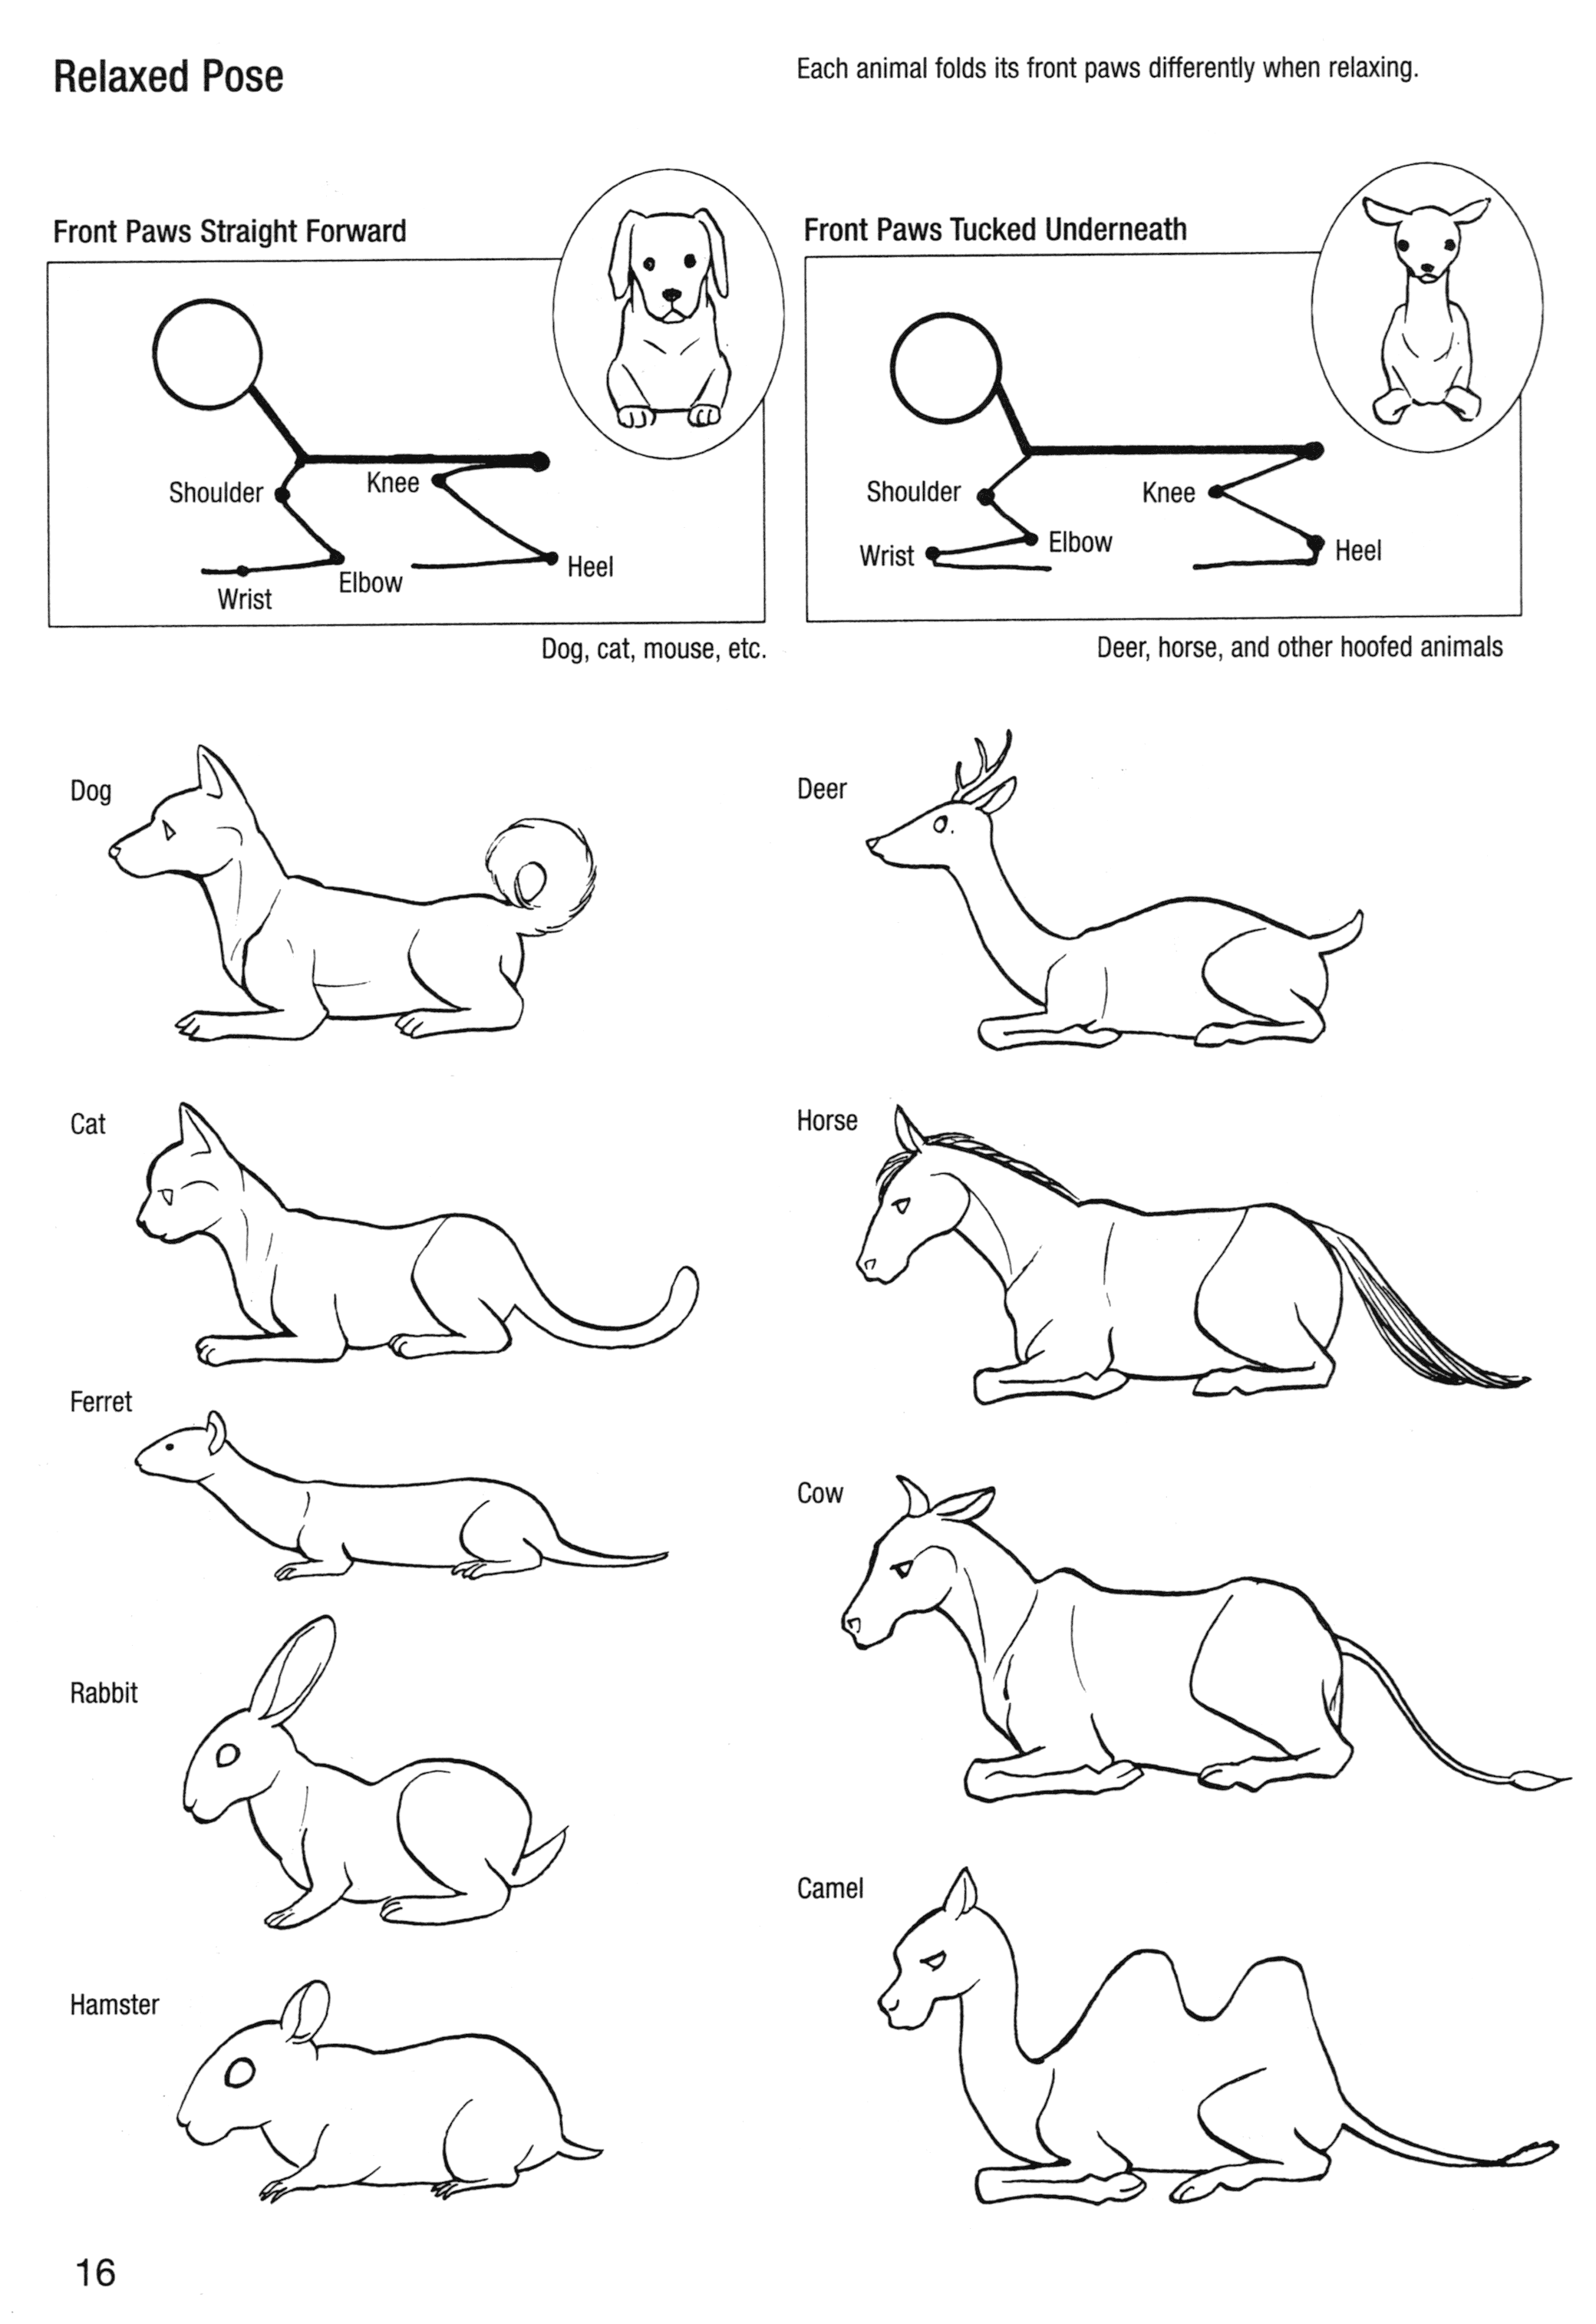 Relaxed Pose
Each animal folds its front paws differently when relaxing.
Front Paws Straight Forward
Shoulder
Knee
Wrist
Elbow
Heel
Dog, cat, mouse, etc.
Front Paws Tucked Underneath
Shoulder
Knee
Wrist
Elbow
Heel
Deer, horse, and other hoofed animals
Dog
Cat
Ferret
Rabbit
Hamster
Deer
Horse
Cow
Camel
16